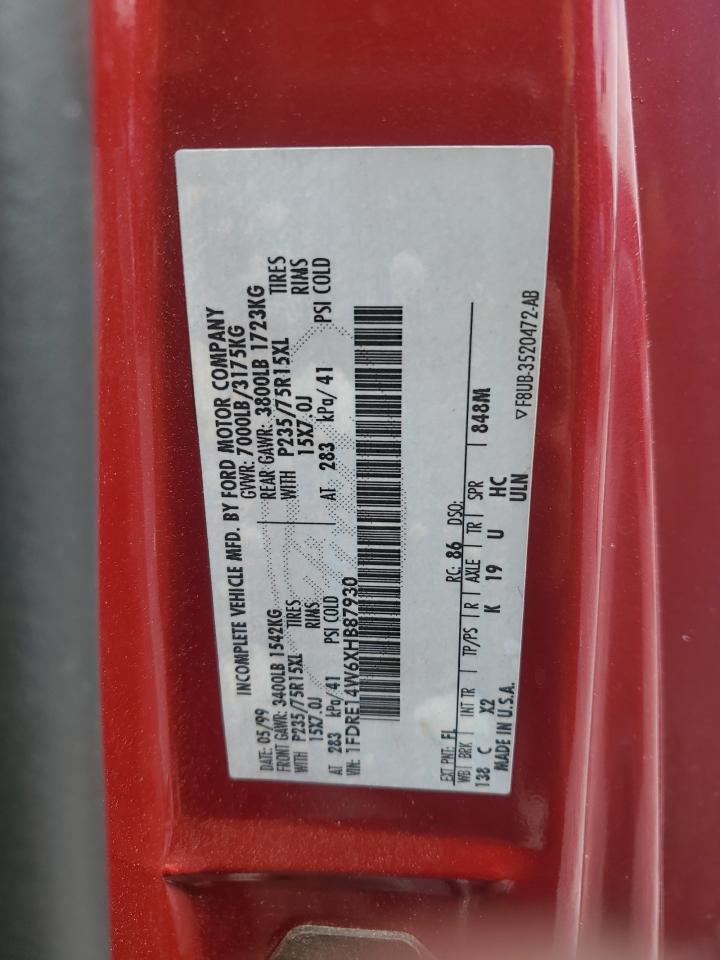 INCOMPLETE VEHICLE MFD. BY FORD MOTOR COMPANY
DATE: 05/99 GVWR: 7000LB/3175KG
FRONT GAWR: 3400LB 1542KG REAR GAWR: 3800LB 1723KG
WITH P235/75R15XL TIRES WITH P235/75R15XL TIRES
15X7.0J RIMS 15X7.0J RIMS
AT 283 kPa/41 PSI COLD AT 283 kPa/41 PSI COLD
VIN: 1FDRE14W6XHB87930
EXT PNT: FL RC: 86 DSO:
WB BRK INT TR TP/PS R AXLE TR SPR 848M
138 C X2 K 19 U HC
MADE IN U.S.A. ULN
▽ F8UB-3520472-AB